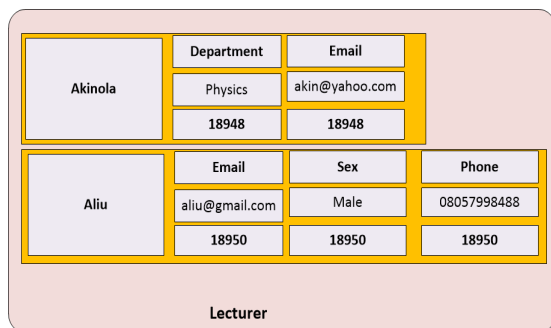 Department Email
Akinola
Physics akin@yahoo.com
18948 18948
Email Sex Phone
Aliu
aliu@gmail.com Male 08057998488
18950 18950 18950
Lecturer